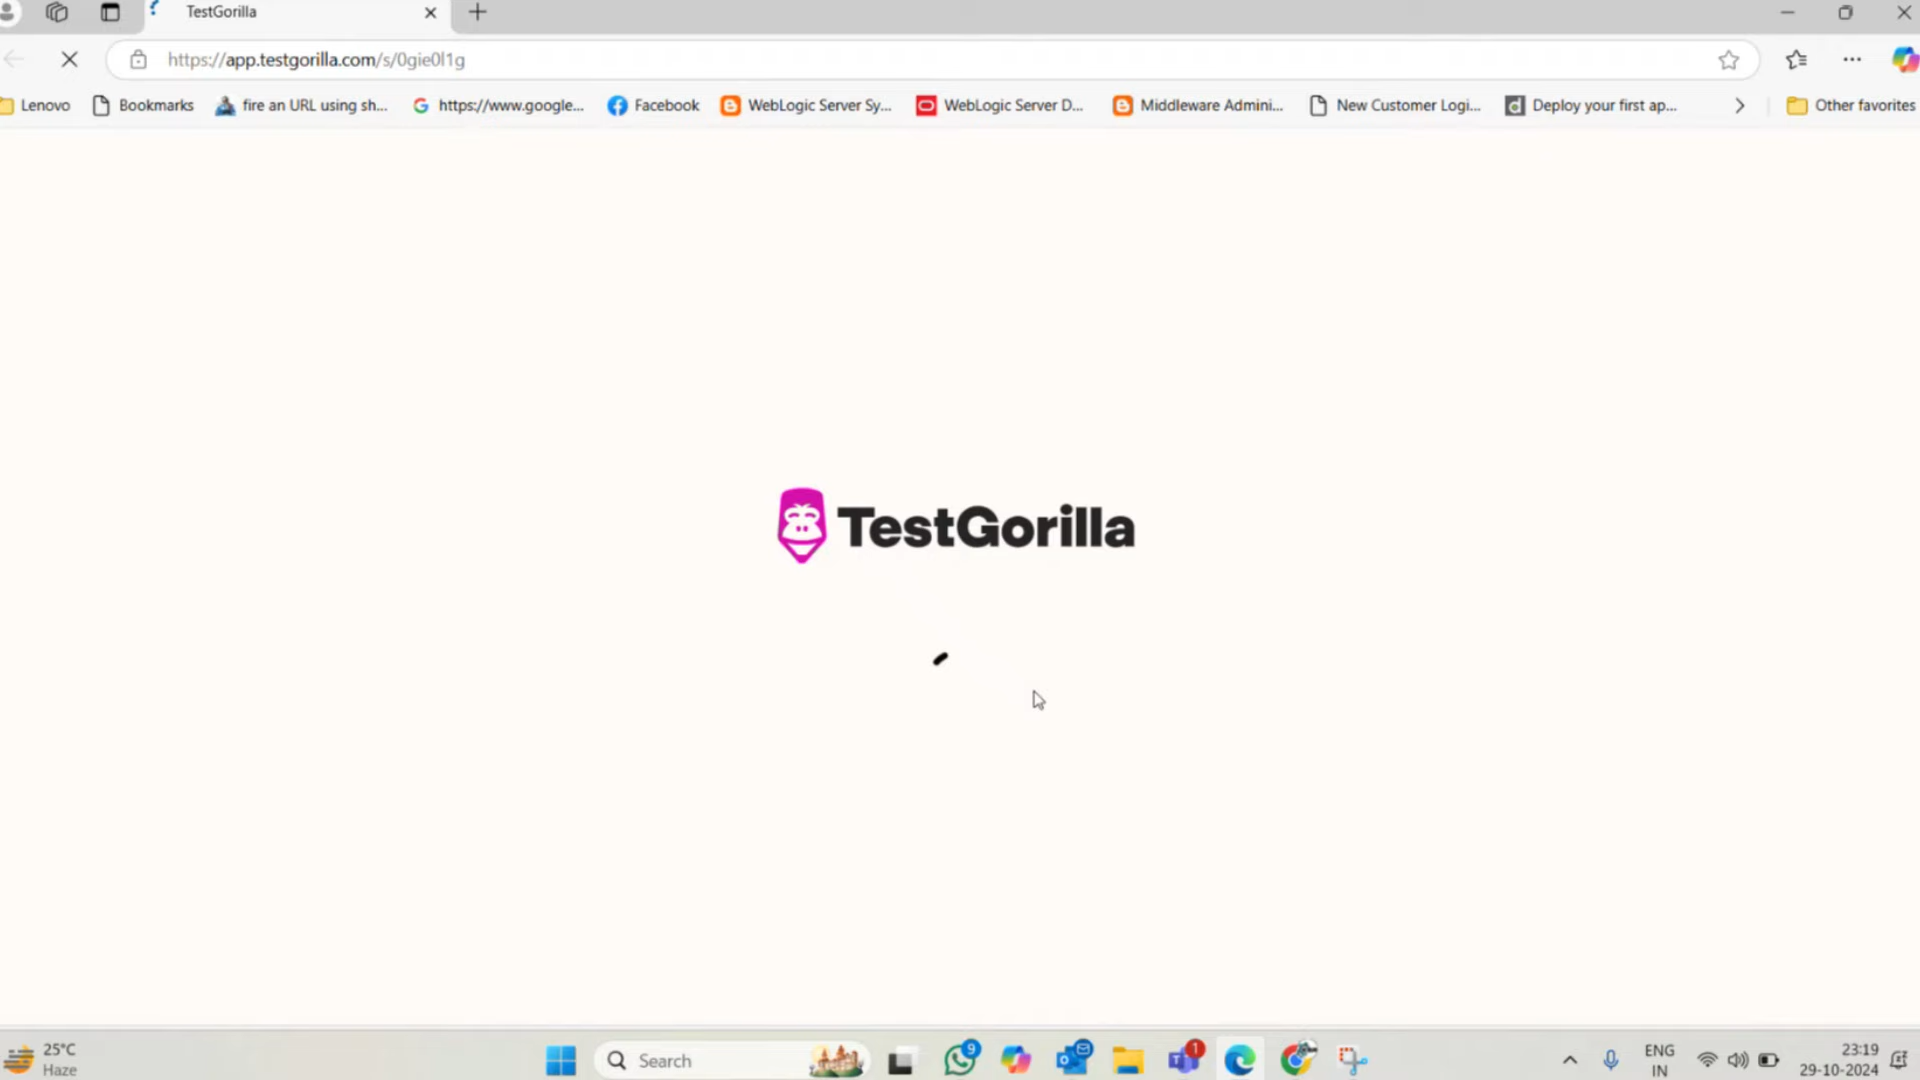 TestGorilla
https://app.testgorilla.com/s/0gie0l1g
Lenovo
Bookmarks
fire an URL using sh...
https://www.google...
Facebook
WebLogic Server Sy...
WebLogic Server D...
Middleware Admini...
New Customer Logi...
Deploy your first ap...
Other favorites
TestGorilla
25°C
Haze
Search
9
1
ENG
IN
23:19
29-10-2024